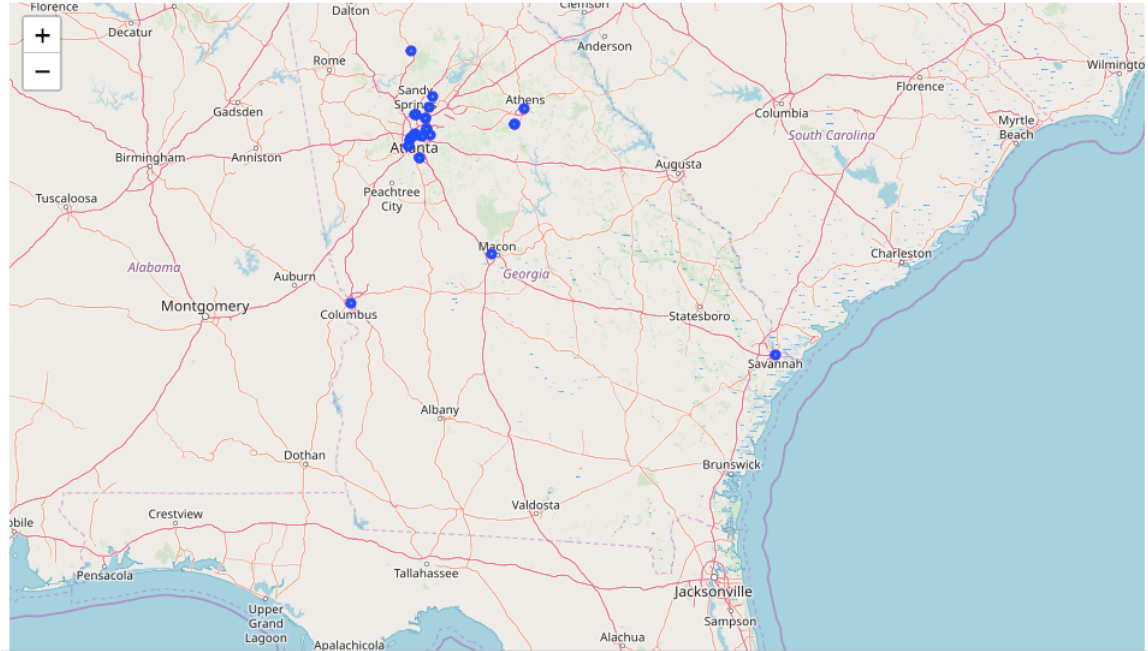 +
−
Florence
Decatur
Dalton
Clemson
Anderson
Rome
Gadsden
Sandy
Springs
Athens
Columbia
Florence
Wilmingto
Myrtle
Beach
South Carolina
Birmingham
Anniston
Atlanta
Augusta
Tuscaloosa
Peachtree
City
Macon
Georgia
Charleston
Alabama
Auburn
Montgomery
Columbus
Statesboro
Savannah
Albany
Dothan
Brunswick
Valdosta
Crestview
obile
Pensacola
Tallahassee
Jacksonville
Sampson
Upper
Grand
Lagoon
Apalachicola
Alachua